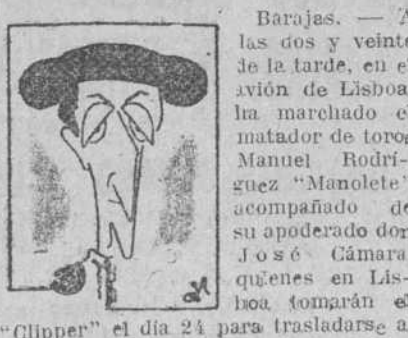 Barajas. — A
las dos y veinte
de la tarde, en e
avión de Lisboa
ha marchado e
matador de toros
Manuel Rodrí-
guez "Manolete"
acompañado de
su apoderado don
José Cámara
quienes en Lis-
boa tomarán el
"Clipper" el día 24 para trasladarse a